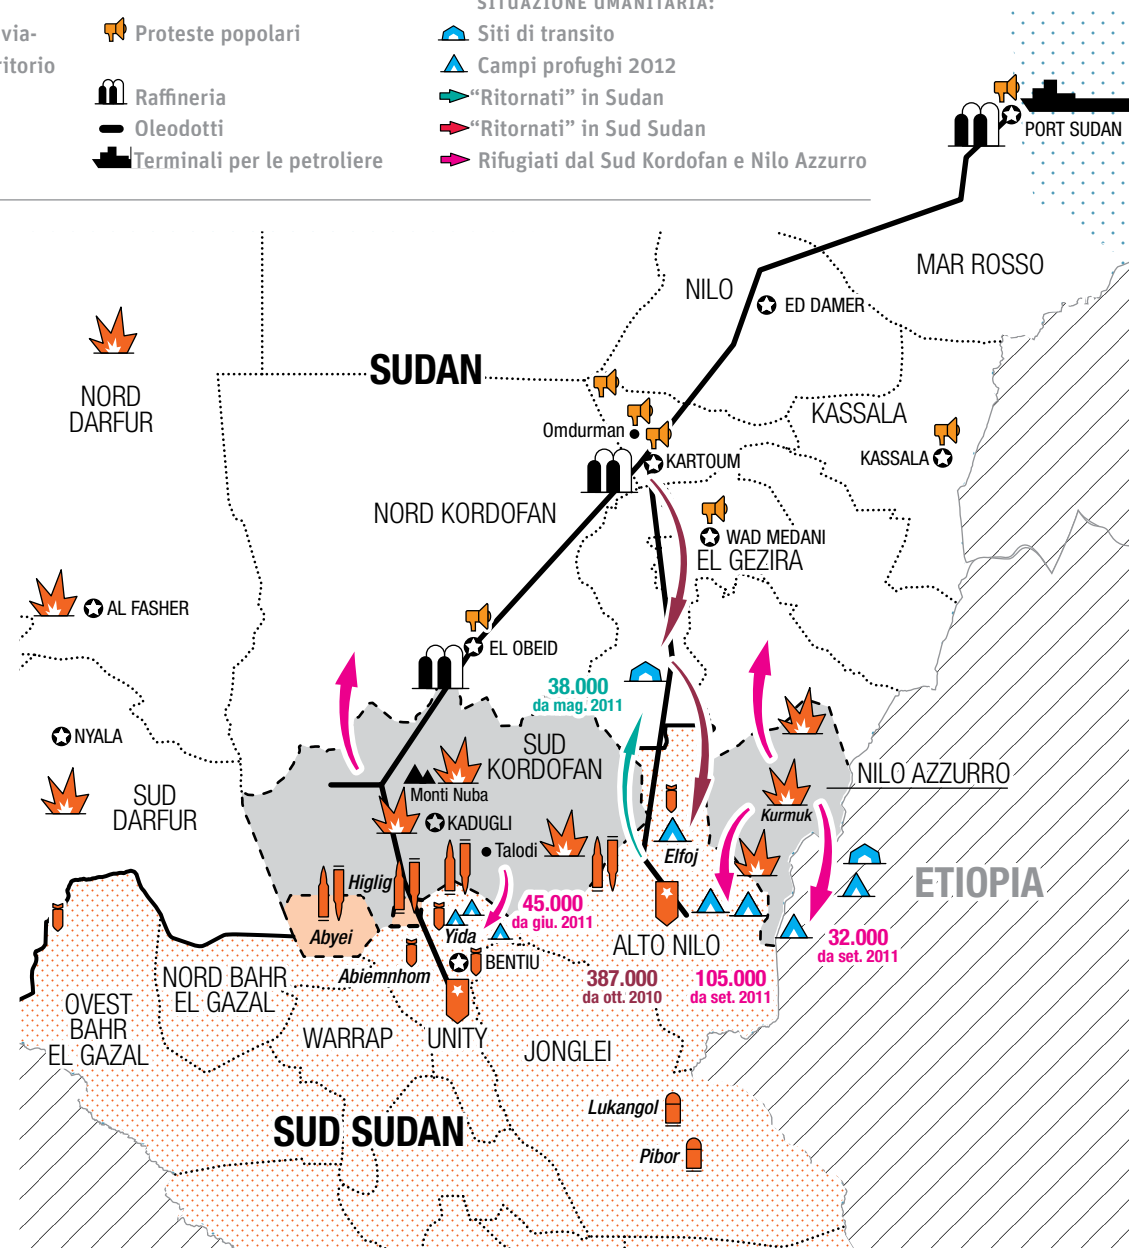 SITUAZIONE UMANITARIA:
via-
ritorio
Proteste popolari
Raffineria
Oleodotti
Terminali per le petroliere
Siti di transito
Campi profughi 2012
“Ritornati” in Sudan
“Ritornati” in Sud Sudan
Rifugiati dal Sud Kordofan e Nilo Azzurro
PORT SUDAN
MAR ROSSO
NILO
ED DAMER
SUDAN
NORD
DARFUR
KASSALA
Omdurman
KASSALA
KARTOUM
NORD KORDOFAN
WAD MEDANI
EL GEZIRA
AL FASHER
EL OBEID
38.000
da mag. 2011
NYALA
SUD
KORDOFAN
NILO AZZURRO
SUD
DARFUR
Monti Nuba
Kurmuk
KADUGLI
Talodi
Elfoj
Higlig
ETIOPIA
45.000
da giu. 2011
Abyei
Yida
ALTO NILO
32.000
da set. 2011
BENTIU
Abiemnhom
NORD BAHR
EL GAZAL
387.000
da ott. 2010
105.000
da set. 2011
OVEST
BAHR
EL GAZAL
WARRAP
UNITY
JONGLEI
Lukangol
SUD SUDAN
Pibor